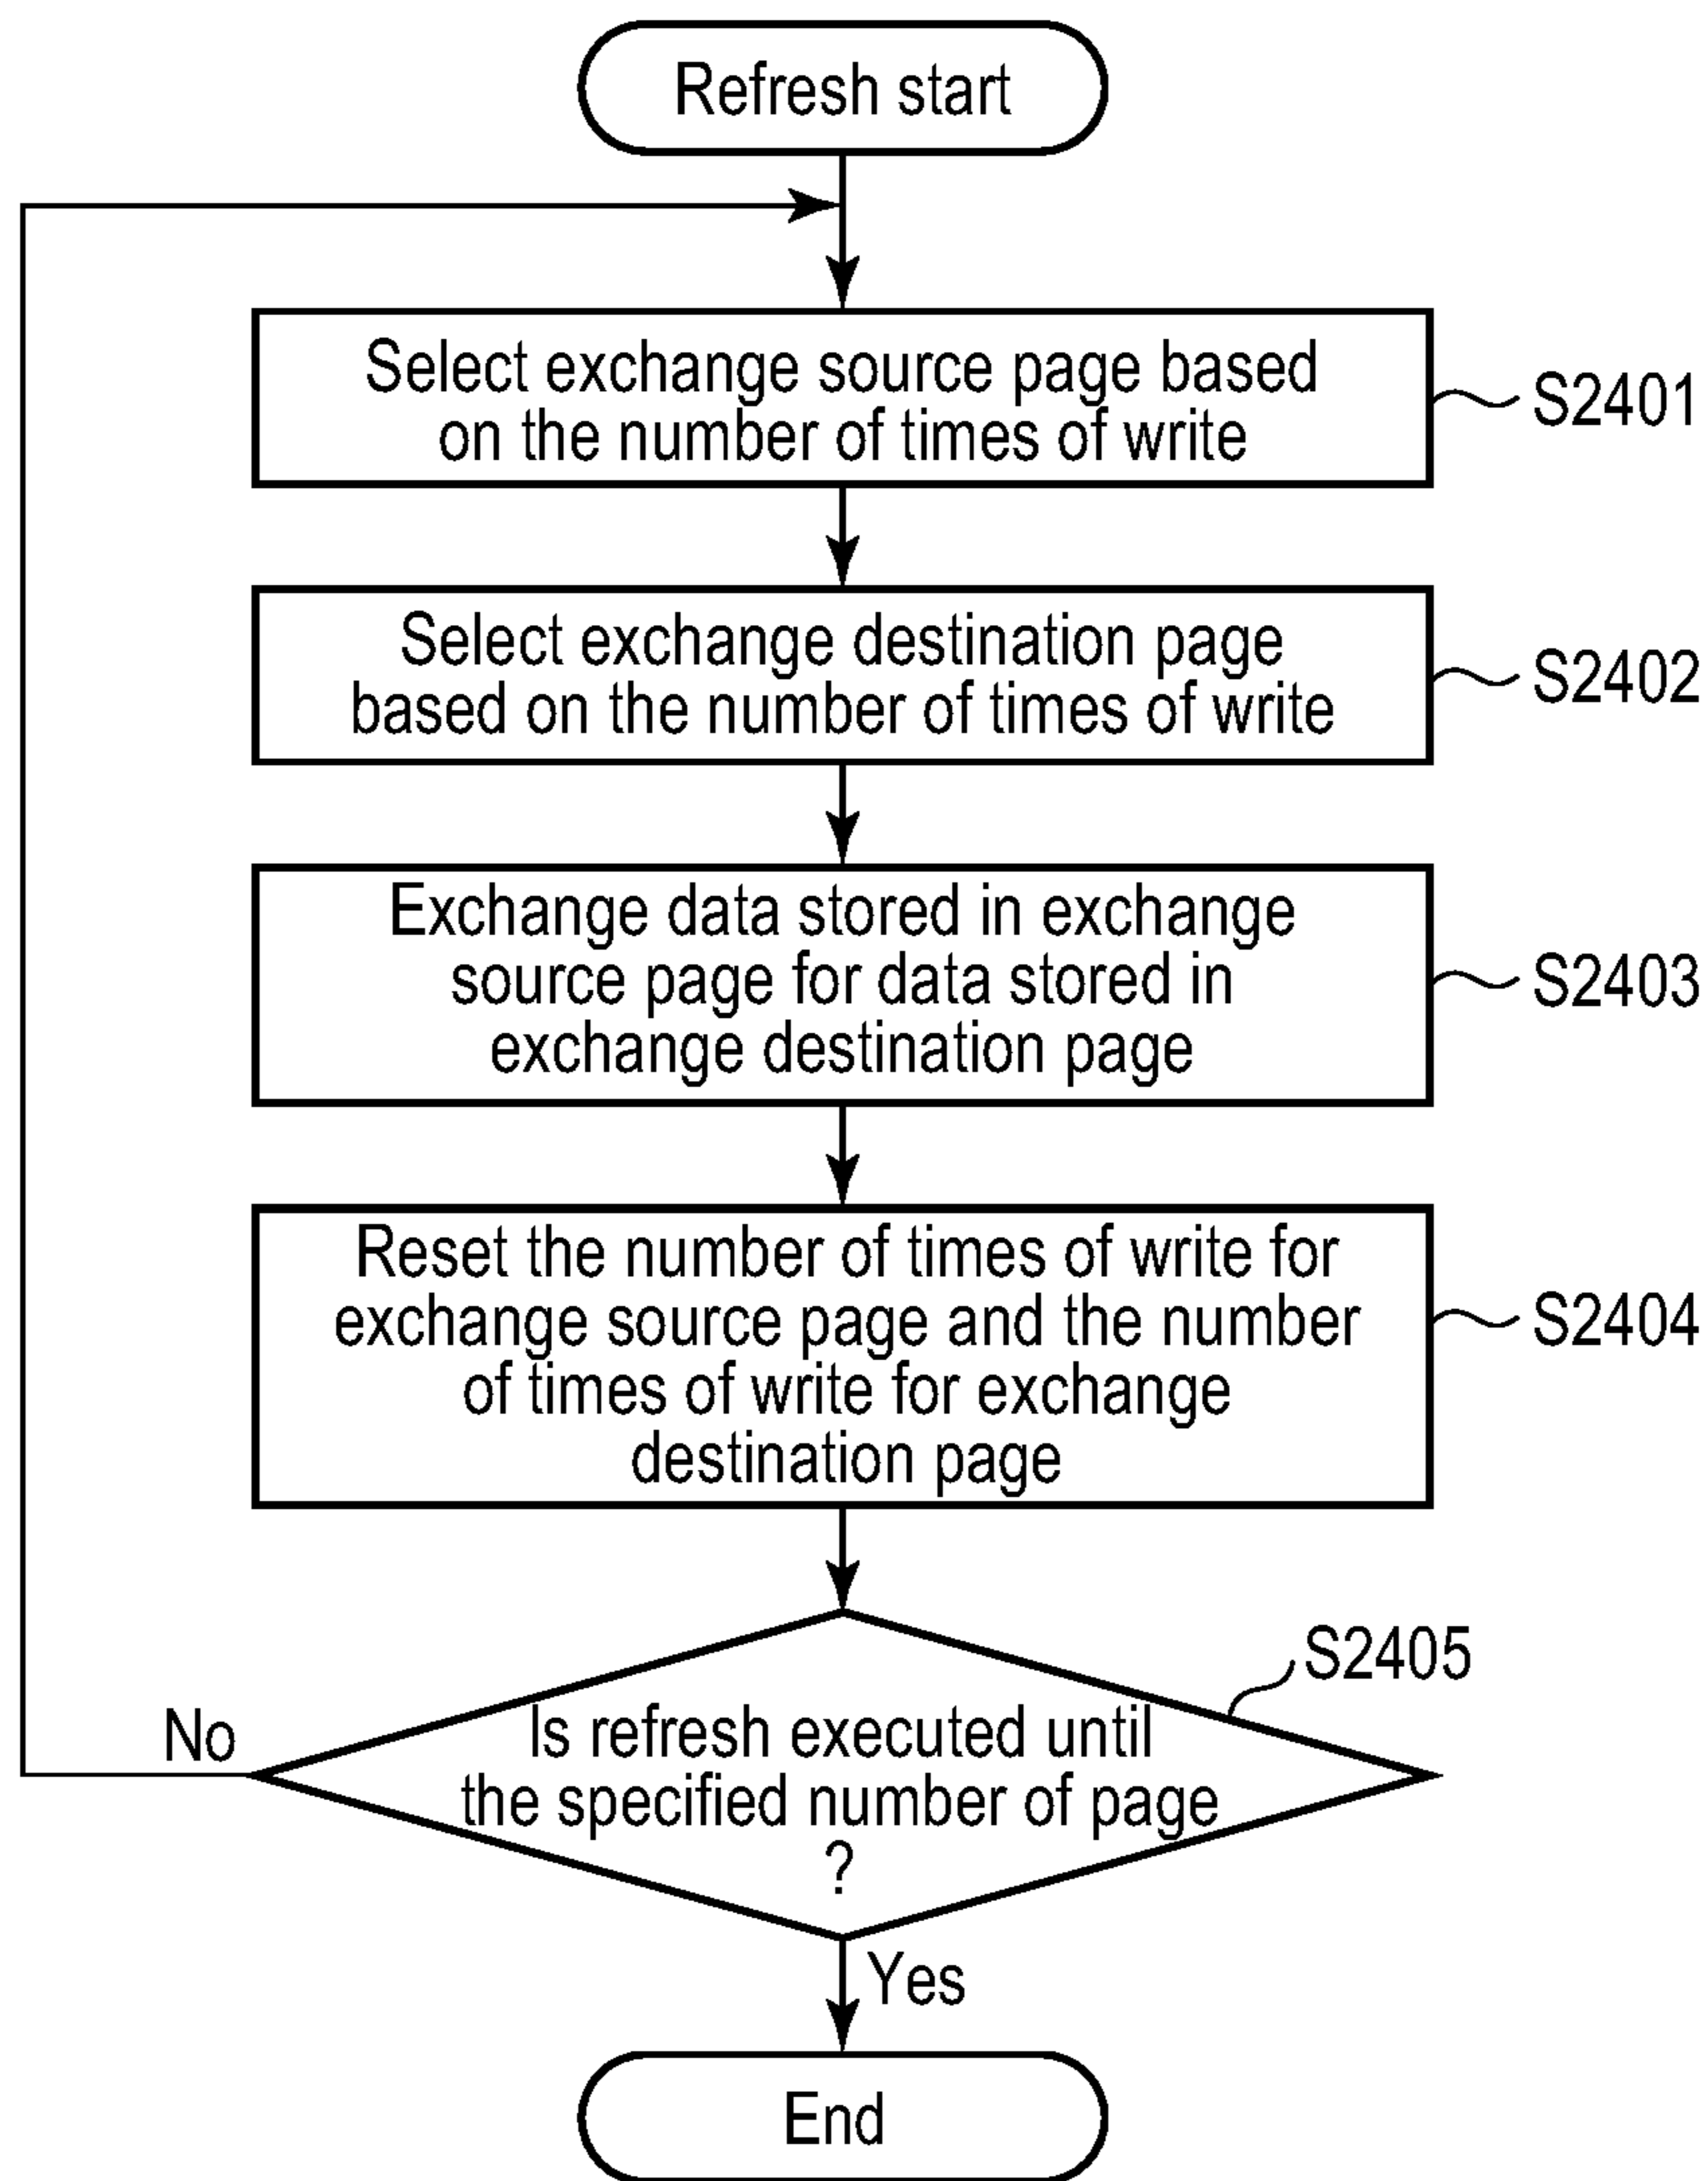 Refresh start
Select exchange source page based
on the number of times of write
S2401
Select exchange destination page
based on the number of times of write
S2402
Exchange data stored in exchange
source page for data stored in
exchange destination page
S2403
Reset the number of times of write for
exchange source page and the number
of times of write for exchange
destination page
S2404
S2405
No
Is refresh executed until
the specified number of page
?
Yes
End